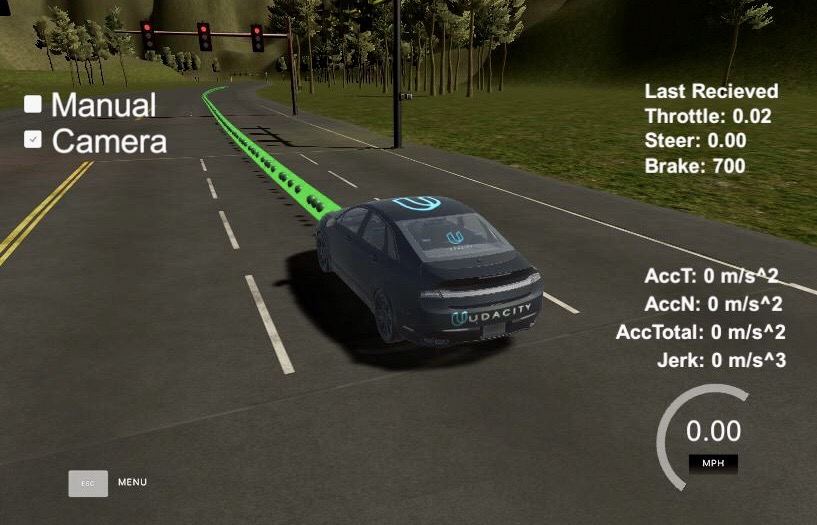 Manual
Camera
Last Recieved
Throttle: 0.02
Steer: 0.00
Brake: 700
AccT: 0 m/s^2
AccN: 0 m/s^2
AccTotal: 0 m/s^2
Jerk: 0 m/s^3
UDACITY
0.00
MPH
ESC
MENU